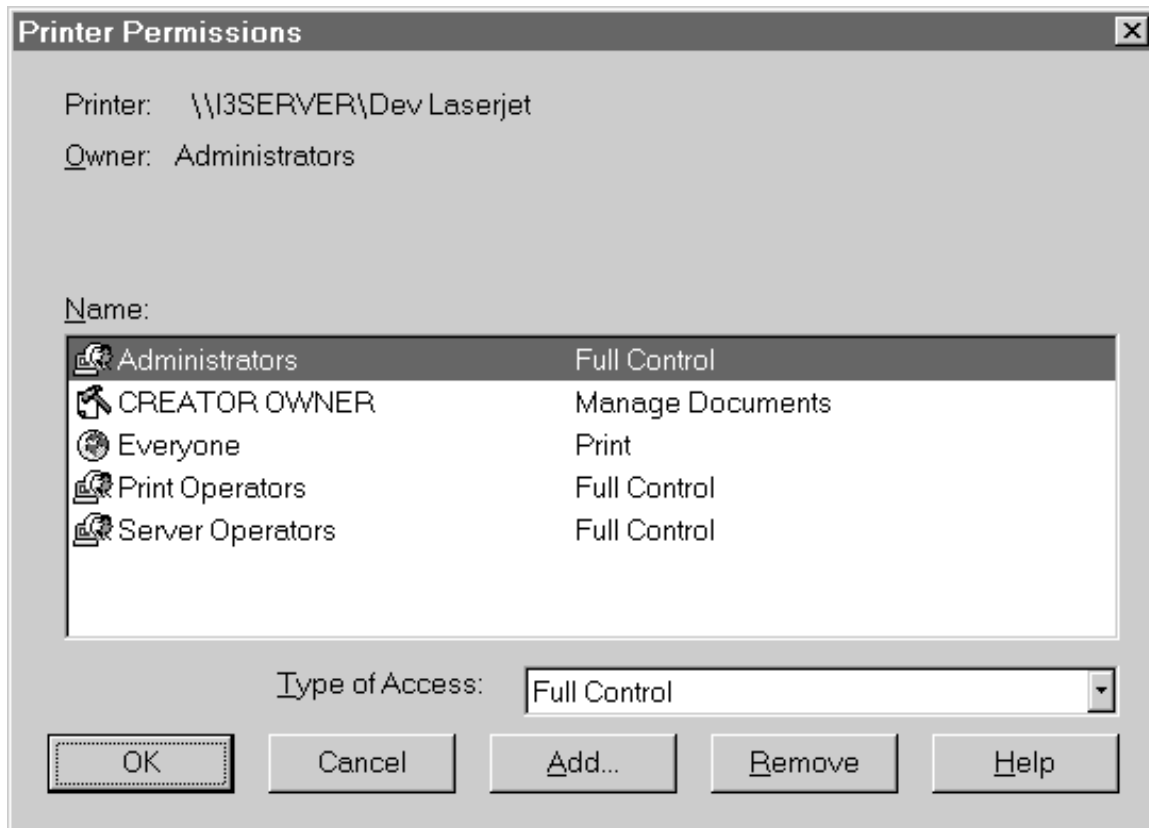 Printer Permissions
Printer: \\I3SERVER\Dev Laserjet
Owner: Administrators
Name:
Administrators Full Control
CREATOR OWNER Manage Documents
Everyone Print
Print Operators Full Control
Server Operators Full Control
Type of Access: Full Control
OK Cancel Add... Remove Help